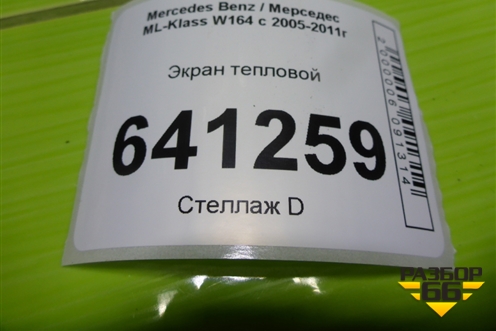 Mercedes Benz / Мерседес
ML-Klass W164 с 2005-2011г
Экран тепловой
641259
Стеллаж D
2000006091314
РАЗБОР
66